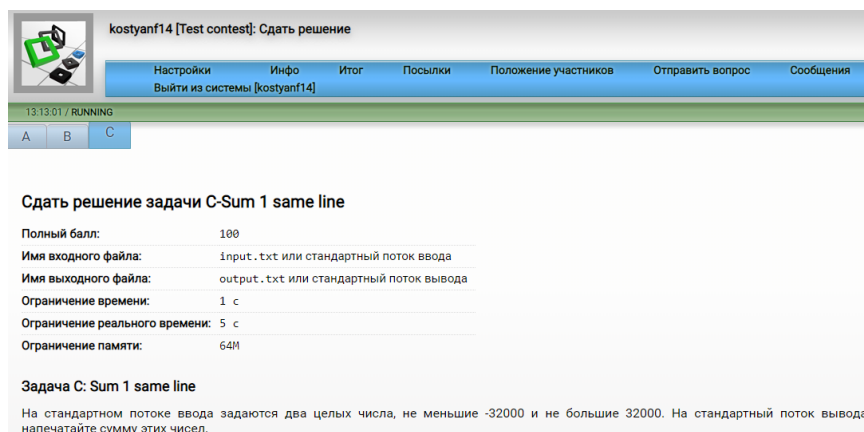 kostyanf14 [Test contest]: Сдать решение
Настройки Инфо Итог Посылки Положение участников Отправить вопрос Сообщения
Выйти из системы [kostyanf14]
13:13:01 / RUNNING
A B C
Сдать решение задачи C-Sum 1 same line
Полный балл: 100
Имя входного файла: input.txt или стандартный поток ввода
Имя выходного файла: output.txt или стандартный поток вывода
Ограничение времени: 1 с
Ограничение реального времени: 5 с
Ограничение памяти: 64M
Задача C: Sum 1 same line
На стандартном потоке ввода задаются два целых числа, не меньшие -32000 и не большие 32000. На стандартный поток вывода
напечатайте сумму этих чисел.